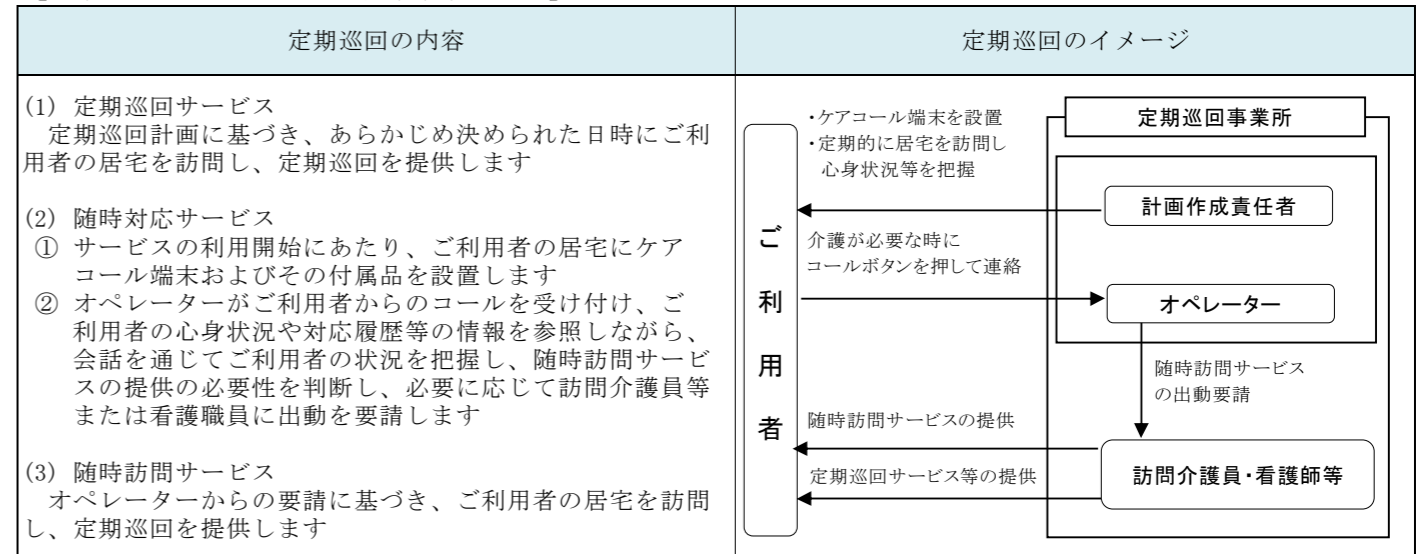 定期巡回の内容
定期巡回のイメージ
(1) 定期巡回サービス
定期巡回計画に基づき、あらかじめ決められた日時にご利
用者の居宅を訪問し、定期巡回を提供します
(2) 随時対応サービス
① サービスの利用開始にあたり、ご利用者の居宅にケア
コール端末およびその付属品を設置します
② オペレーターがご利用者からのコールを受け付け、ご
利用者の心身状況や対応履歴等の情報を参照しながら、
会話を通じてご利用者の状況を把握し、随時訪問サービ
スの提供の必要性を判断し、必要に応じて訪問介護員等
または看護職員に出動を要請します
(3) 随時訪問サービス
オペレーターからの要請に基づき、ご利用者の居宅を訪問
し、定期巡回を提供します
ご利用者
・ケアコール端末を設置
・定期的に居宅を訪問し
心身状況等を把握
介護が必要な時に
コールボタンを押して連絡
随時訪問サービスの提供
定期巡回サービス等の提供
定期巡回事業所
計画作成責任者
オペレーター
随時訪問サービス
の出動要請
訪問介護員・看護師等